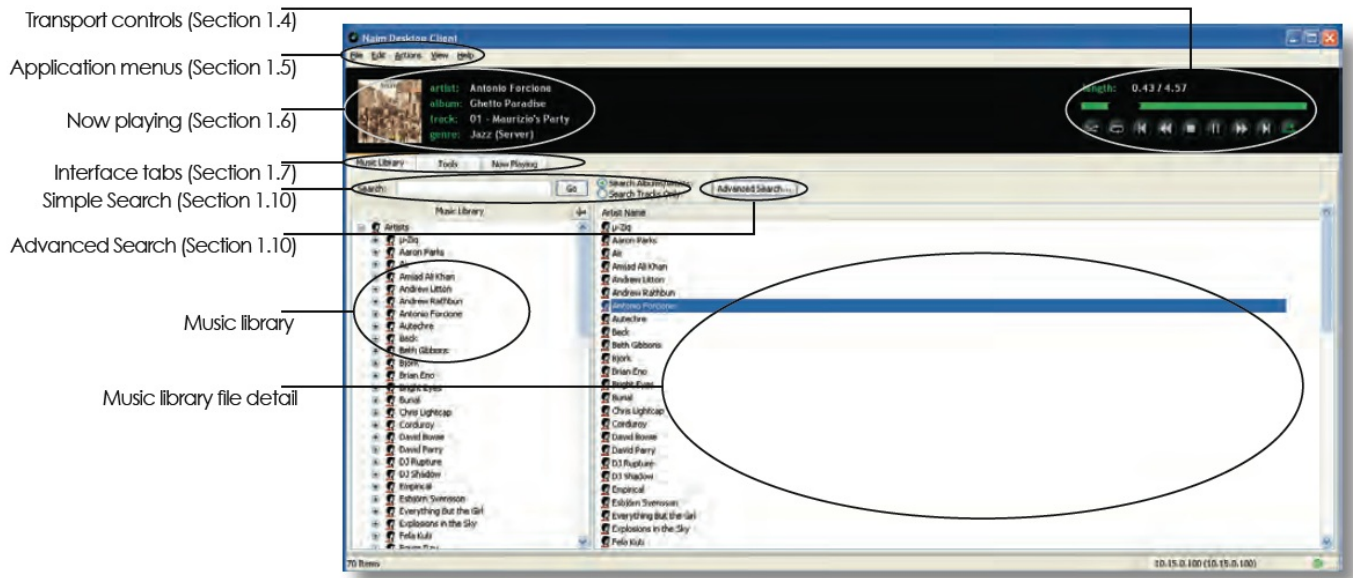 Transport controls (Section 1.4)
Application menus (Section 1.5)
Now playing (Section 1.6)
Interface tabs (Section 1.7)
Simple Search (Section 1.10)
Advanced Search (Section 1.10)
Music library
Music library file detail
Naim Desktop Client
File Edit Actions View Help
artist: Antonio Forcione
album: Ghetto Paradise
track: 01 - Maurizio's Party
genre: Jazz (Server)
length: 0.43 / 4.57
Music Library Tools Now Playing
Search: Go
Search Tracks Only
Advanced Search...
Music Library
Artists
µ-Ziq
Aaron Parks
Air
Amjad Ali Khan
Andrew Litton
Andrew Rathbun
Antonio Forcione
Autechre
Beck
Beth Gibbons
Bjork
Brian Eno
Bright Eyes
Burial
Chris Lightcap
Corduroy
David Bowie
David Parry
DJ Rupture
DJ Shadow
Empirical
Esbjörn Svensson
Everything But the Girl
Explosions in the Sky
Fela Kuti
Artist Name
µ-Ziq
Aaron Parks
Air
Amjad Ali Khan
Andrew Litton
Andrew Rathbun
Antonio Forcione
Autechre
Beck
Beth Gibbons
Bjork
Brian Eno
Bright Eyes
Burial
Chris Lightcap
Corduroy
David Bowie
David Parry
DJ Rupture
DJ Shadow
Empirical
Esbjörn Svensson
Everything But the Girl
Explosions in the Sky
Fela Kuti
70 Items
10.15.0.100 (10.15.0.100)